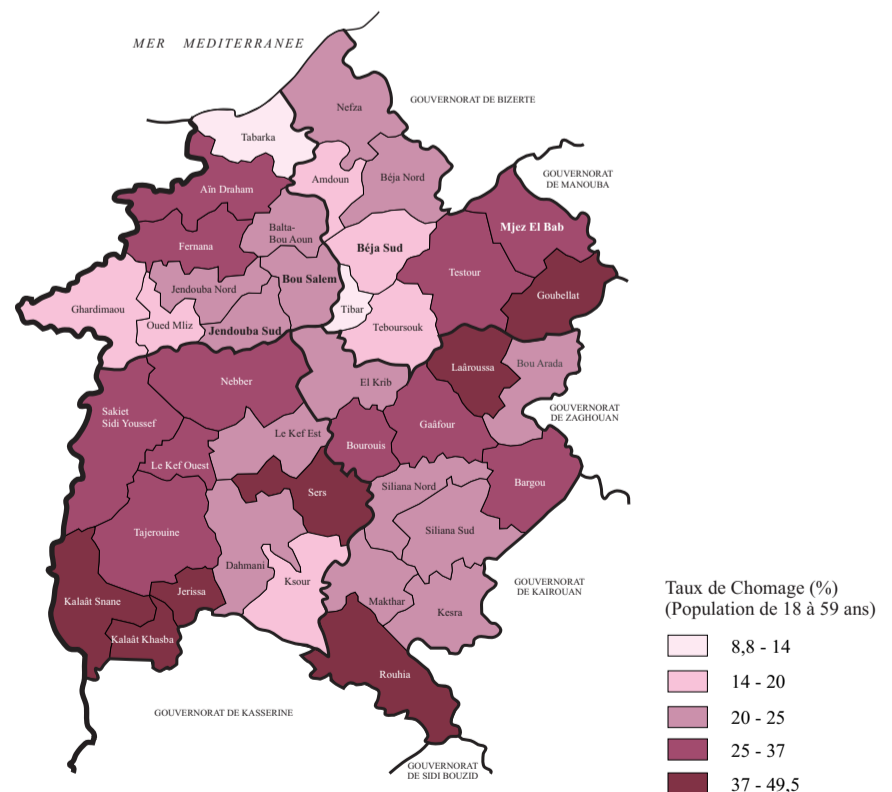 MER MEDITERRANEE
Nefza
GOUVERNORAT DE BIZERTE
Tabarka
GOUVERNORAT
DE MANOUBA
Amdoun
Béja Nord
Aïn Draham
Mjez El Bab
Balta-
Bou Aoun
Fernana
Béja Sud
Testour
Bou Salem
Jendouba Nord
Goubellat
Ghardimaou
Tibar
Oued Mliz
Jendouba Sud
Teboursouk
Laâroussa
Bou Arada
Nebber
El Krib
Sakiet
Sidi Youssef
GOUVERNORAT
DE ZAGHOUAN
Gaâfour
Le Kef Est
Bourouis
Le Kef Ouest
Bargou
Siliana Nord
Sers
Siliana Sud
Tajerouine
Dahmani
Ksour
GOUVERNORAT
DE KAIROUAN
Jerissa
Kalaât Snane
Makthar
Kesra
Kalaât Khasba
Rouhia
GOUVERNORAT DE KASSERINE
GOUVERNORAT
DE SIDI BOUZID
Taux de Chomage (%)
(Population de 18 à 59 ans)
8,8 - 14
14 - 20
20 - 25
25 - 37
37 - 49,5